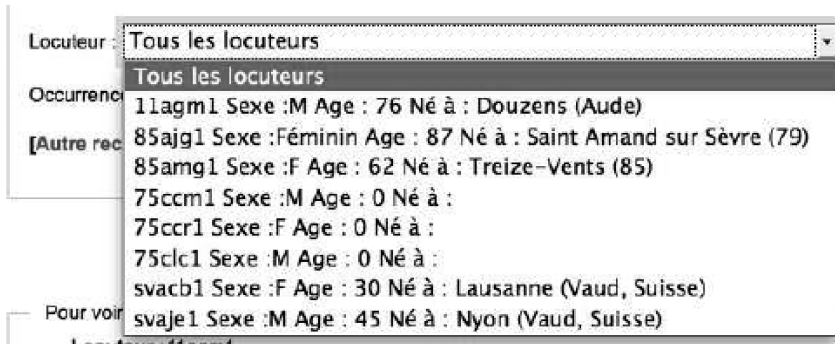 Locuteur : Tous les locuteurs
Tous les locuteurs
Occurrenc
11agm1 Sexe :M Age : 76 Né à : Douzens (Aude)
[Autre rec
85ajg1 Sexe :Féminin Age : 87 Né à : Saint Amand sur Sèvre (79)
85amg1 Sexe :F Age : 62 Né à : Treize-Vents (85)
75ccm1 Sexe :M Age : 0 Né à :
75ccr1 Sexe :F Age : 0 Né à :
75clc1 Sexe :M Age : 0 Né à :
svacb1 Sexe :F Age : 30 Né à : Lausanne (Vaud, Suisse)
Pour voir
svaje1 Sexe :M Age : 45 Né à : Nyon (Vaud, Suisse)